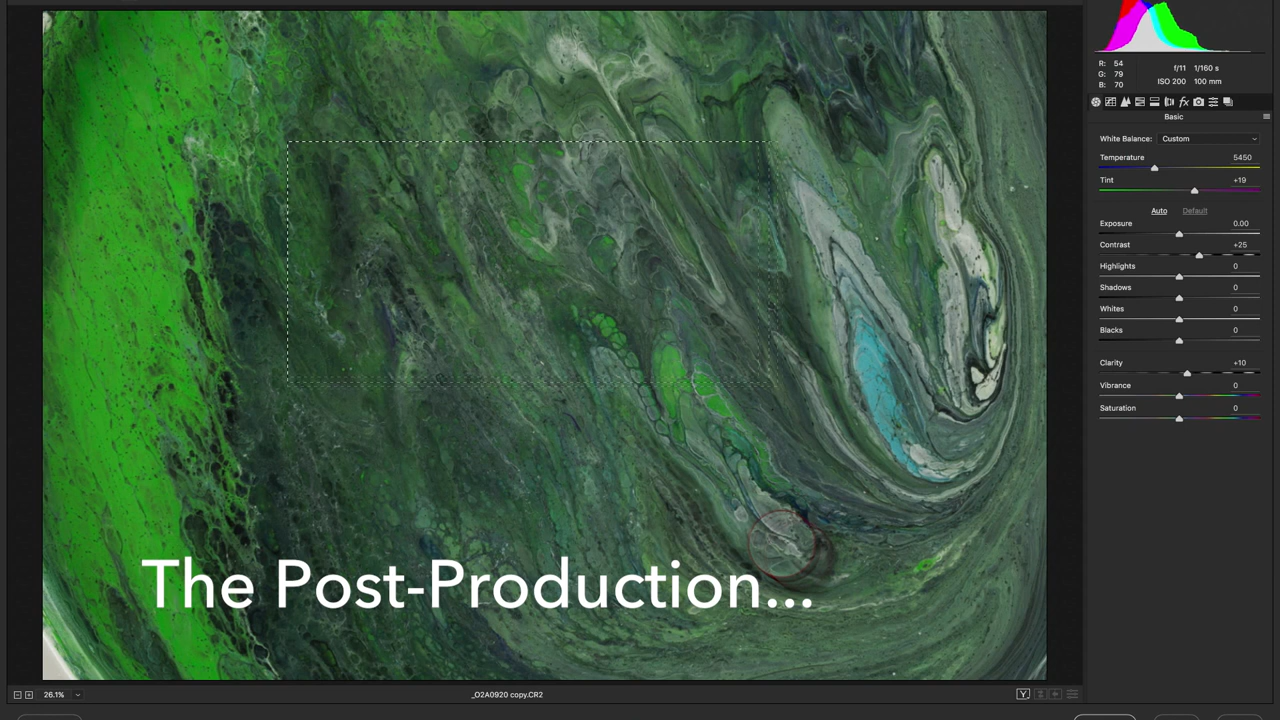 R: 54
G: 79
B: 70
f/11 1/160 s
ISO 200 100 mm
fx
Basic
White Balance: Custom
Temperature 5450
Tint +19
Auto Default
Exposure 0.00
Contrast +25
Highlights 0
Shadows 0
Whites 0
Blacks 0
Clarity +10
Vibrance 0
Saturation 0
The Post-Production...
26.1% _O2A0920 copy.CR2 Y